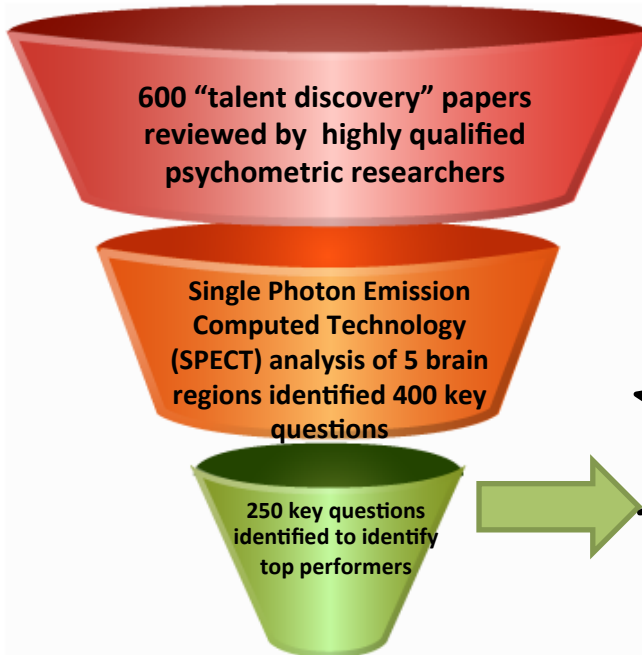 600 “talent discovery” papers
reviewed by highly qualified
psychometric researchers
Single Photon Emission
Computed Technology
(SPECT) analysis of 5 brain
regions identified 400 key
questions
250 key questions
identified to identify
top performers